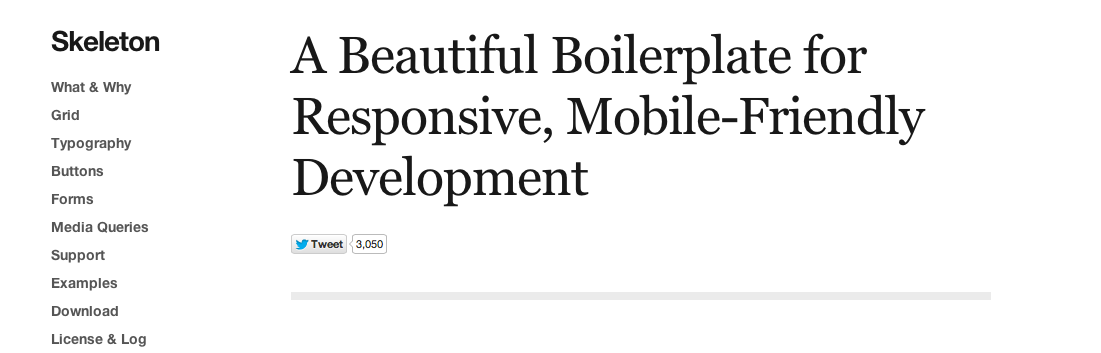 Skeleton
What & Why
Grid
Typography
Buttons
Forms
Media Queries
Support
Examples
Download
License & Log
A Beautiful Boilerplate for
Responsive, Mobile-Friendly
Development
Tweet 3,050